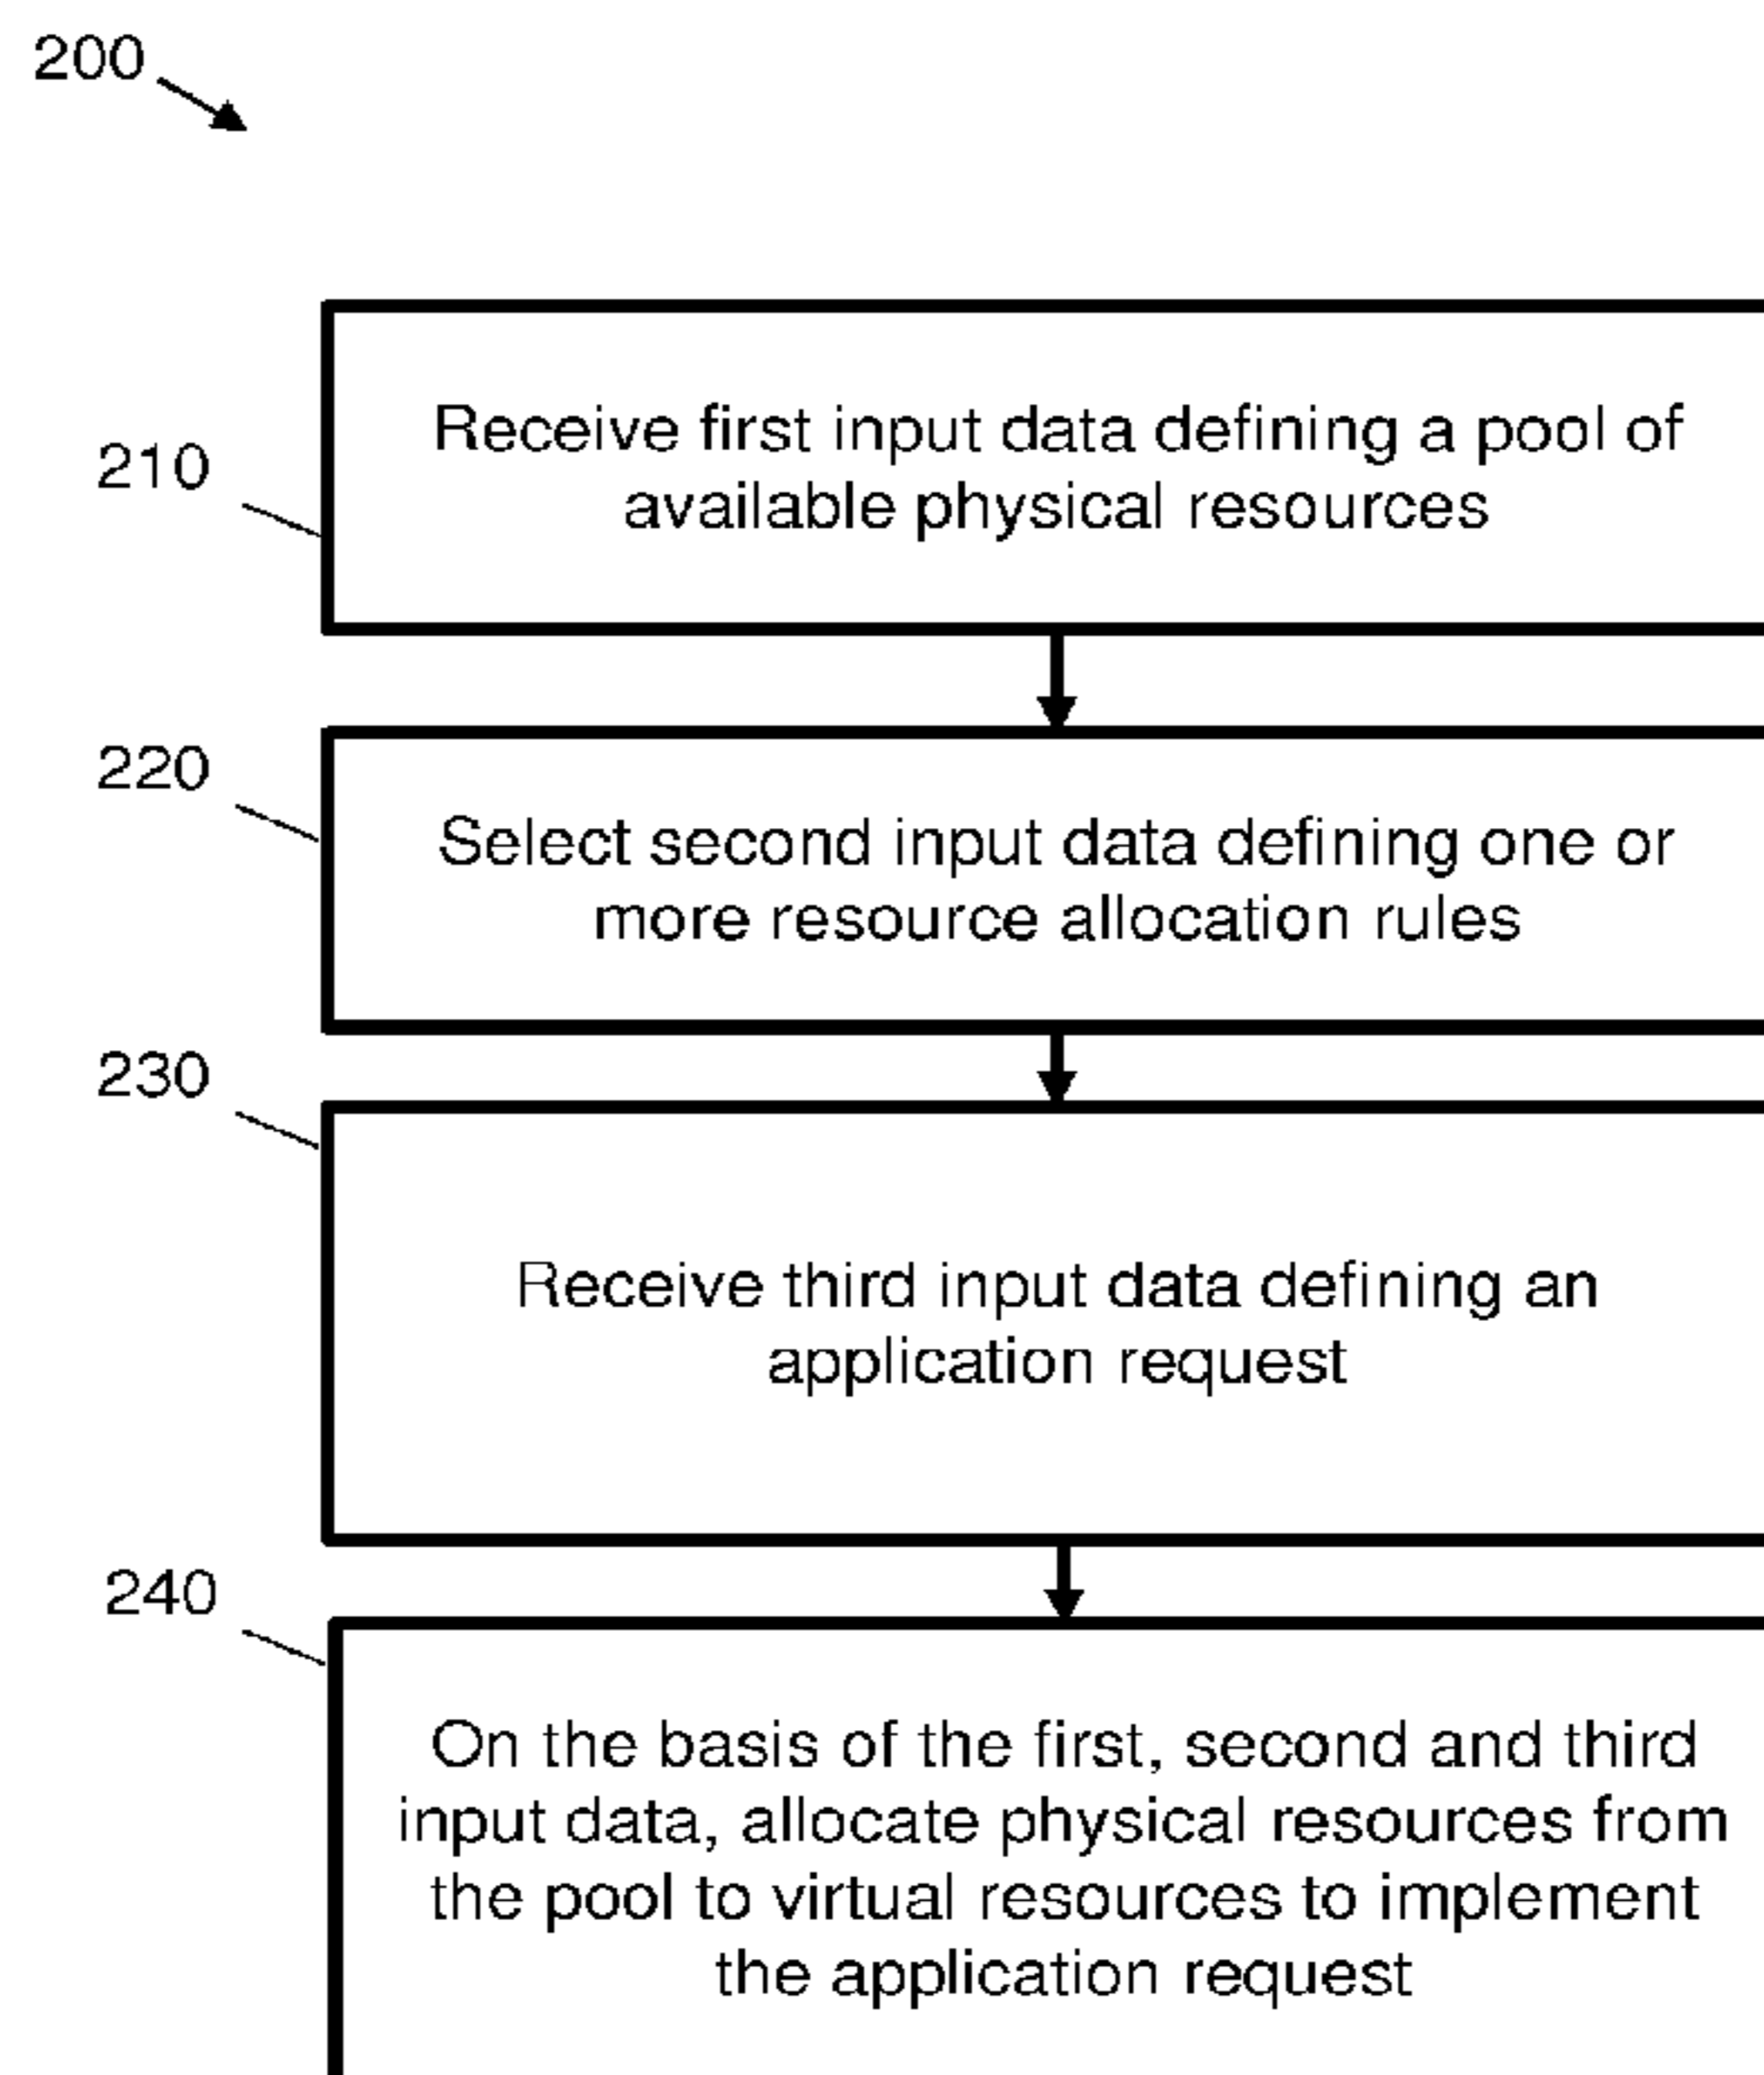 200
210
Receive first input data defining a pool of
available physical resources
220
Select second input data defining one or
more resource allocation rules
230
Receive third input data defining an
application request
240
On the basis of the first, second and third
input data, allocate physical resources from
the pool to virtual resources to implement
the application request